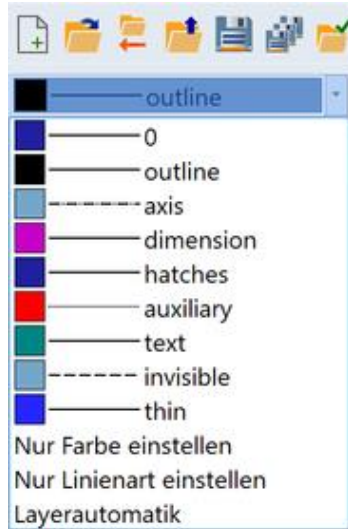 outline
0
outline
axis
dimension
hatches
auxiliary
text
invisible
thin
Nur Farbe einstellen
Nur Linienart einstellen
Layerautomatik